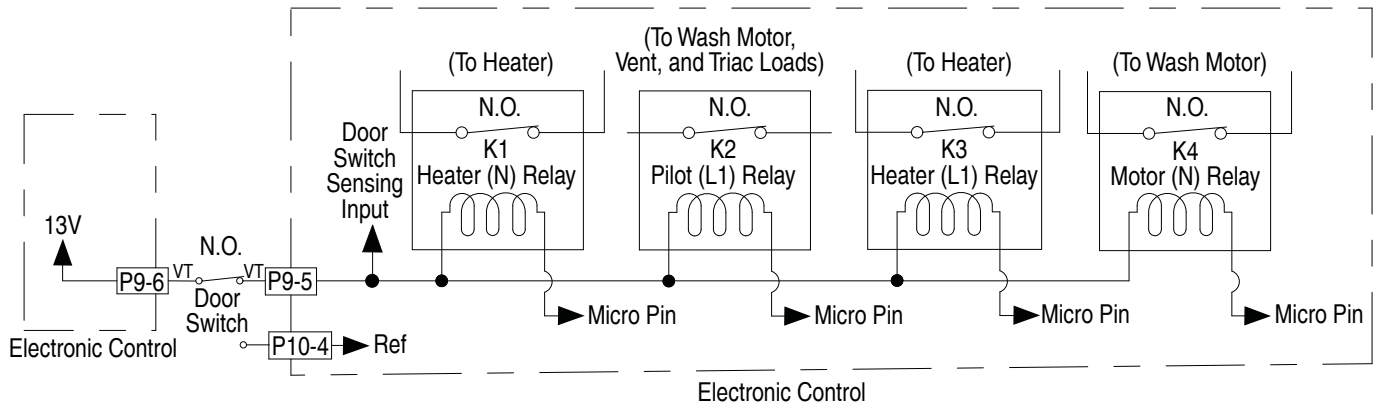 (To Heater)
(To Wash Motor,
Vent, and Triac Loads)
(To Heater)
(To Wash Motor)
N.O.
N.O.
N.O.
N.O.
Door
Switch
Sensing
Input
K1
Heater (N) Relay
K2
Pilot (L1) Relay
K3
Heater (L1) Relay
K4
Motor (N) Relay
13V
N.O.
P9-6
VT
VT
P9-5
Door
Switch
Micro Pin
Micro Pin
Micro Pin
Micro Pin
Electronic Control
P10-4
Ref
Electronic Control